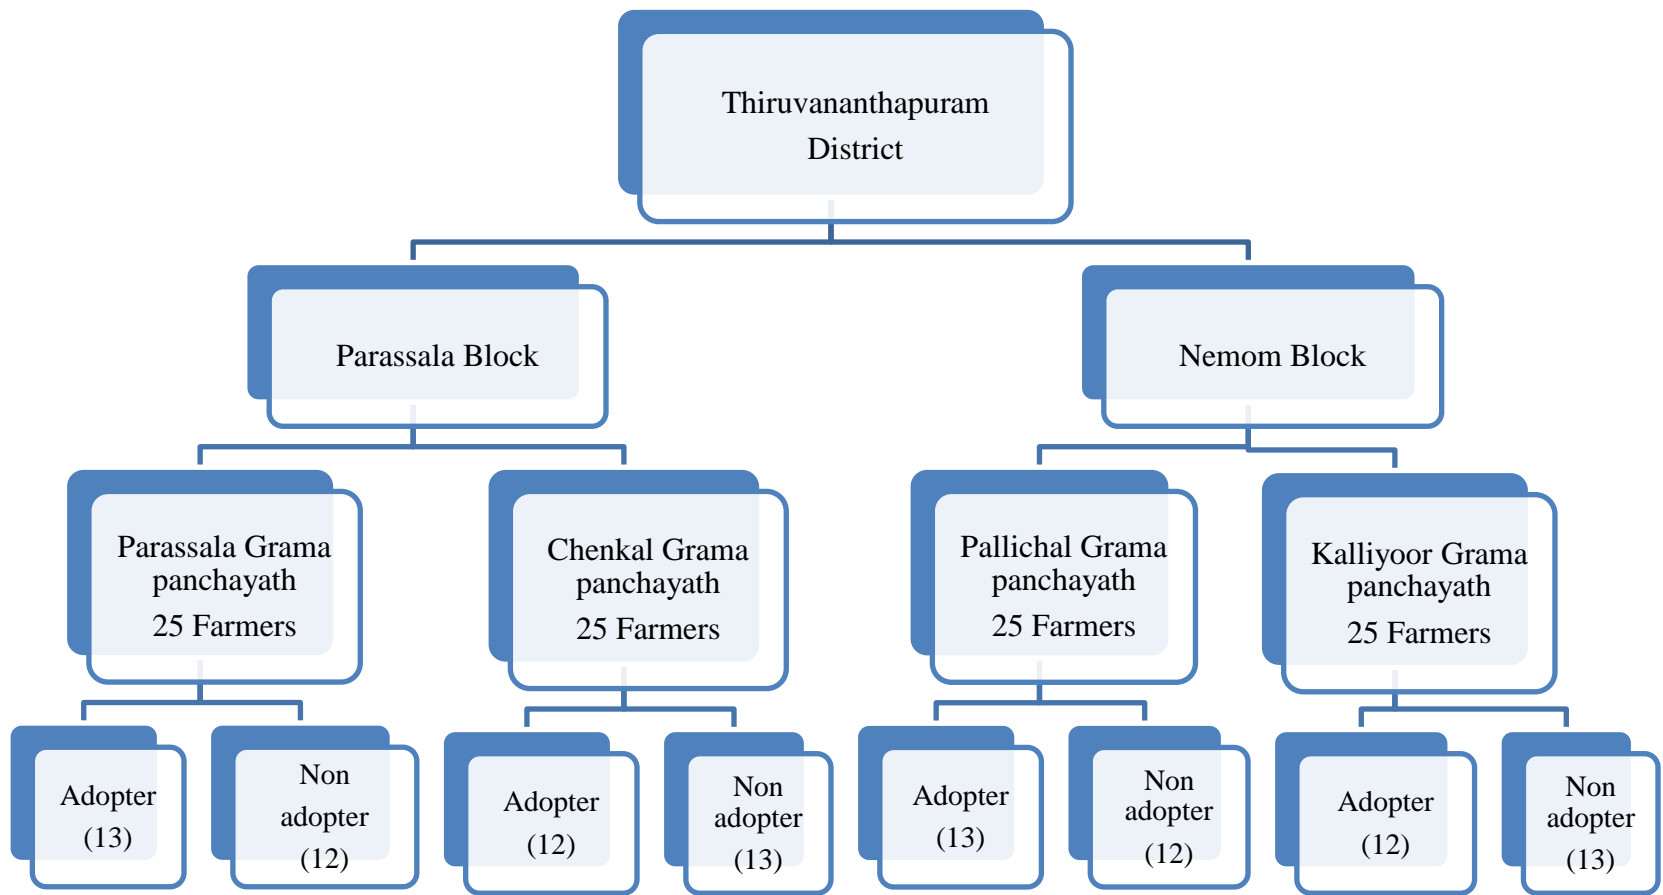 Thiruvananthapuram
District
Parassala Block
Nemom Block
Parassala Grama
panchayath
25 Farmers
Chenkal Grama
panchayath
25 Farmers
Pallichal Grama
panchayath
25 Farmers
Kalliyoor Grama
panchayath
25 Farmers
Adopter
(13)
Non
adopter
(12)
Adopter
(12)
Non
adopter
(13)
Adopter
(13)
Non
adopter
(12)
Adopter
(12)
Non
adopter
(13)